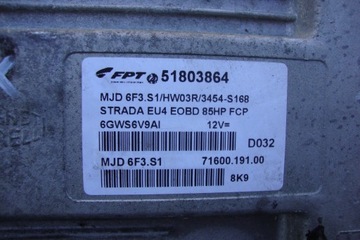 FPT 51803864
MJD 6F3.S1/HW03R/3454-S168
STRADA EU4 EOBD 85HP FCP
6GWS6V9AI 12V=
D032
MJD 6F3.S1 71600.191.00
8K9